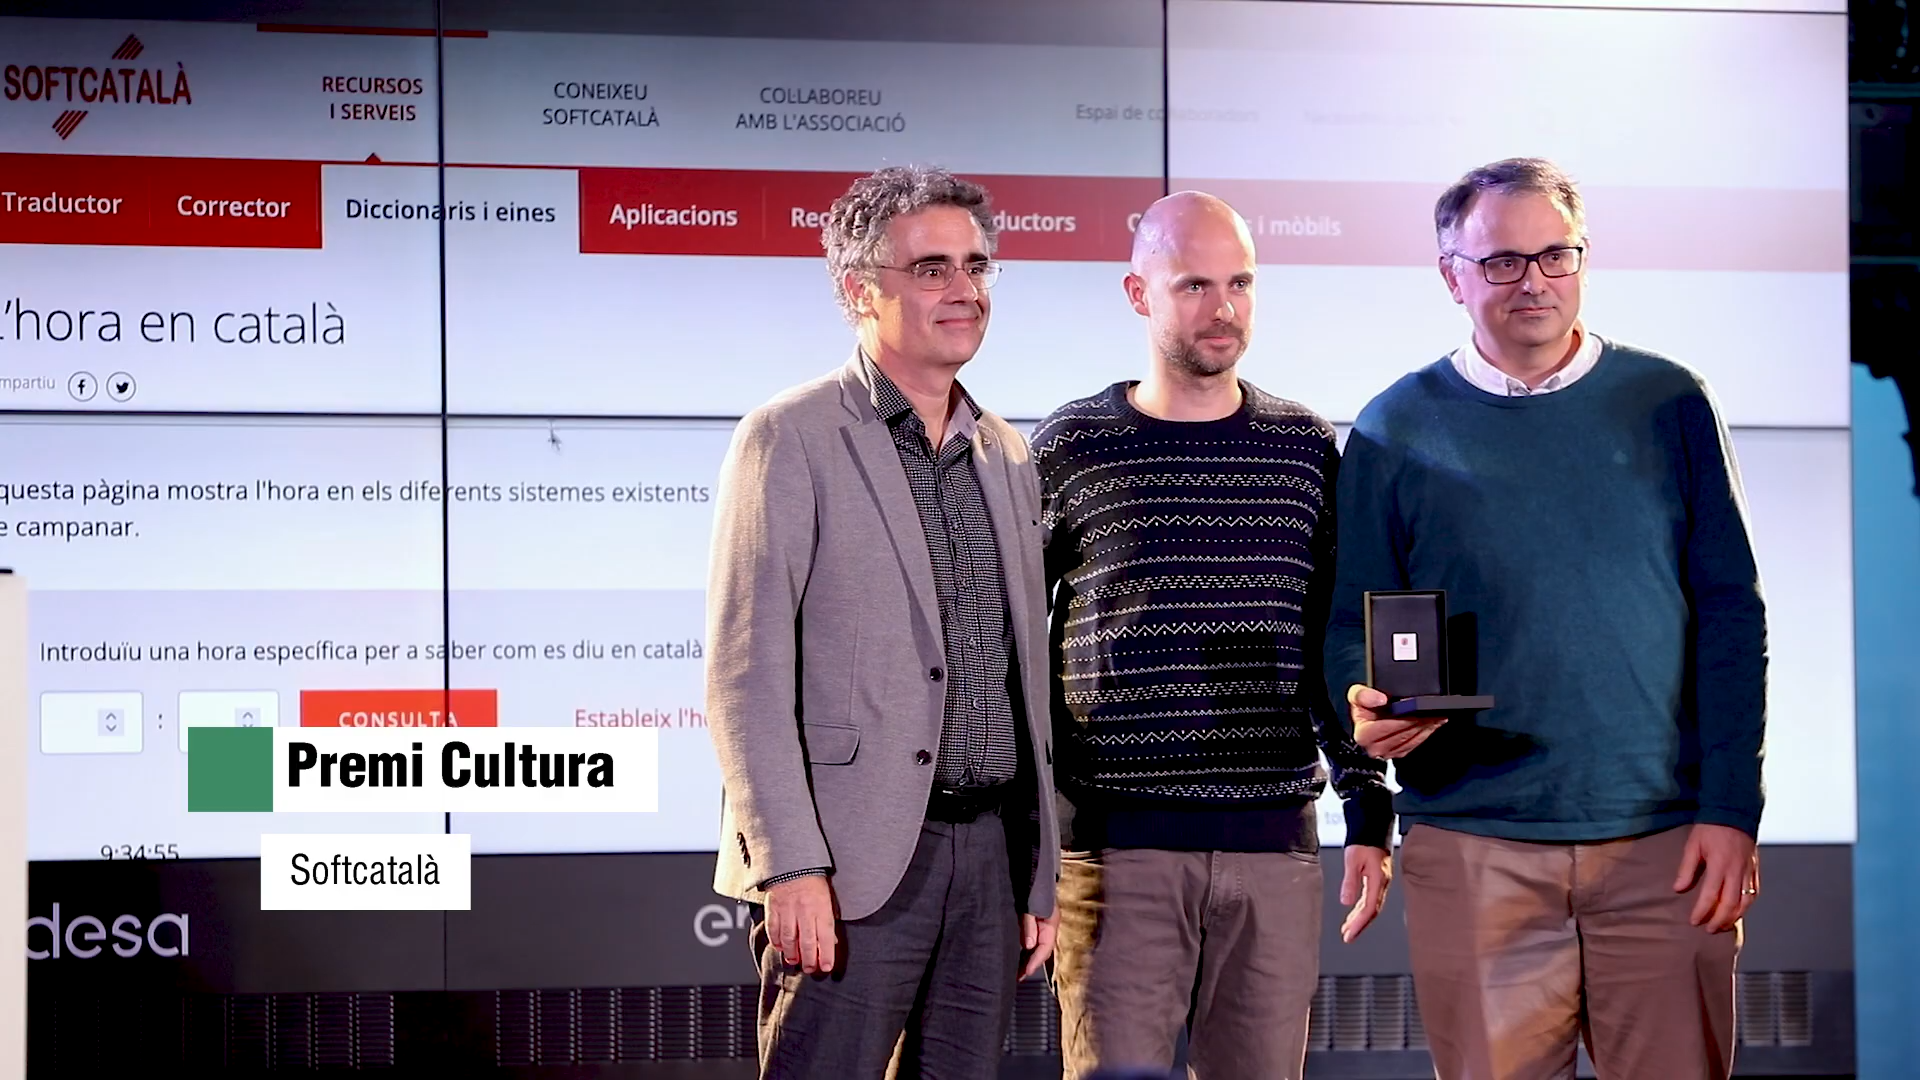 SOFTCATALÀ
RECURSOS
I SERVEIS
CONEIXEU
SOFTCATALÀ
COL·LABOREU
AMB L'ASSOCIACIÓ
Espai de
Traductor
Corrector
Diccionaris i eines
Aplicacions
ductors
i mòbils
L'hora en català
mpartiu
questa pàgina mostra l'hora en els diferents sistemes existents
e campanar.
Introduïu una hora específica per a saber com es diu en català
:
CONSULTA
Estableix l'h
Premi Cultura
9:34:55
Softcatalà
desa